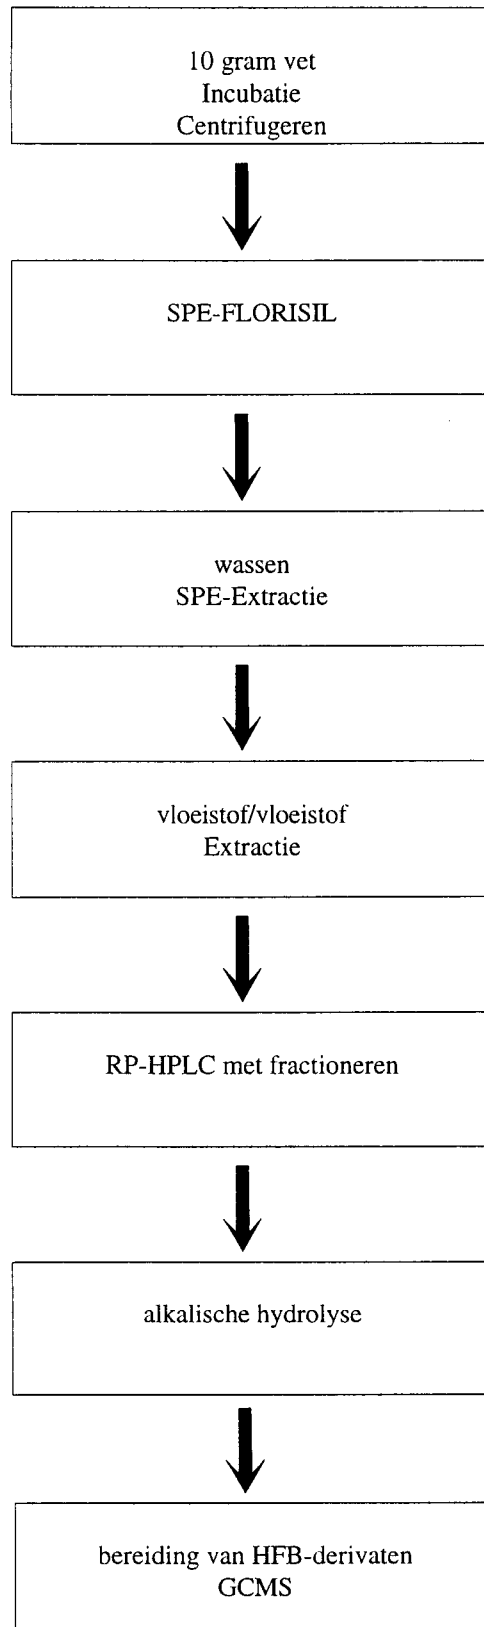 10 gram vet
Incubatie
Centrifugeren
SPE-FLORISIL
wassen
SPE-Extractie
vloeistof/vloeistof
Extractie
RP-HPLC met fractioneren
alkalische hydrolyse
bereiding van HFB-derivaten
GCMS